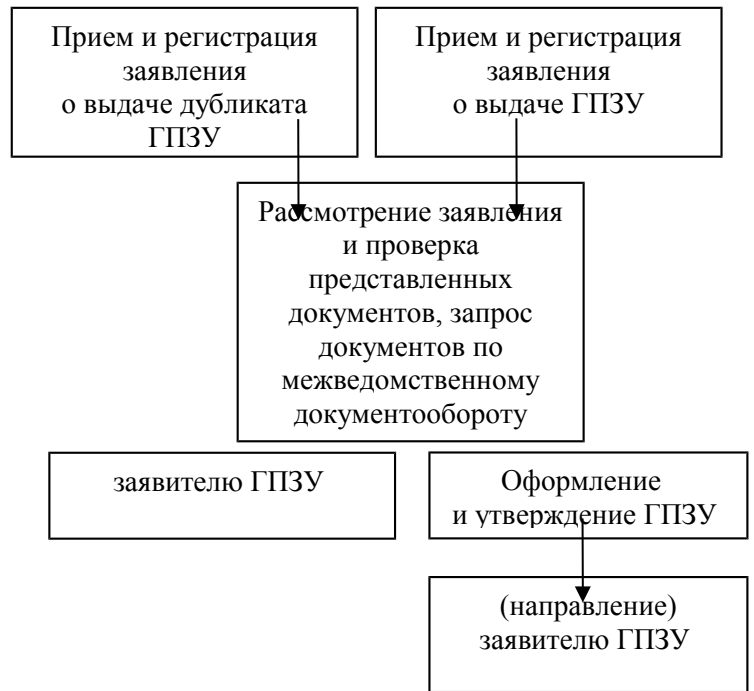 Прием и регистрация
заявления
о выдаче дубликата
ГПЗУ
Прием и регистрация
заявления
о выдаче ГПЗУ
Рассмотрение заявления
и проверка
представленных
документов, запрос
документов по
межведомственному
документообороту
заявителю ГПЗУ
Оформление
и утверждение ГПЗУ
(направление)
заявителю ГПЗУ